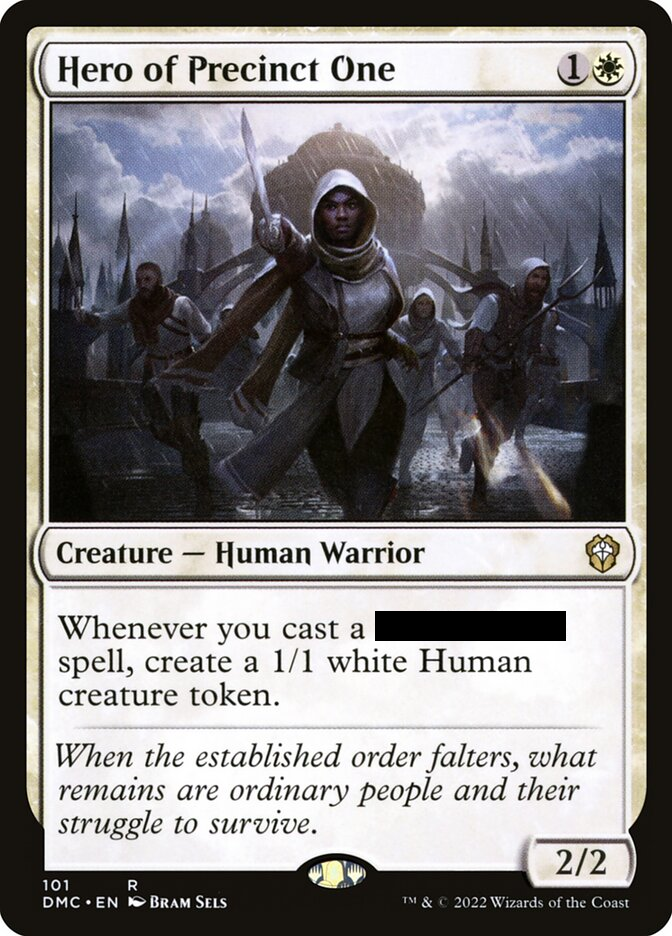 Hero of Precinct One
1
Creature — Human Warrior
Whenever you cast a
spell, create a 1/1 white Human
creature token.
When the established order falters, what
remains are ordinary people and their
struggle to survive.
2/2
101 R
DMC • EN Bram Sels
™ & © 2022 Wizards of the Coast